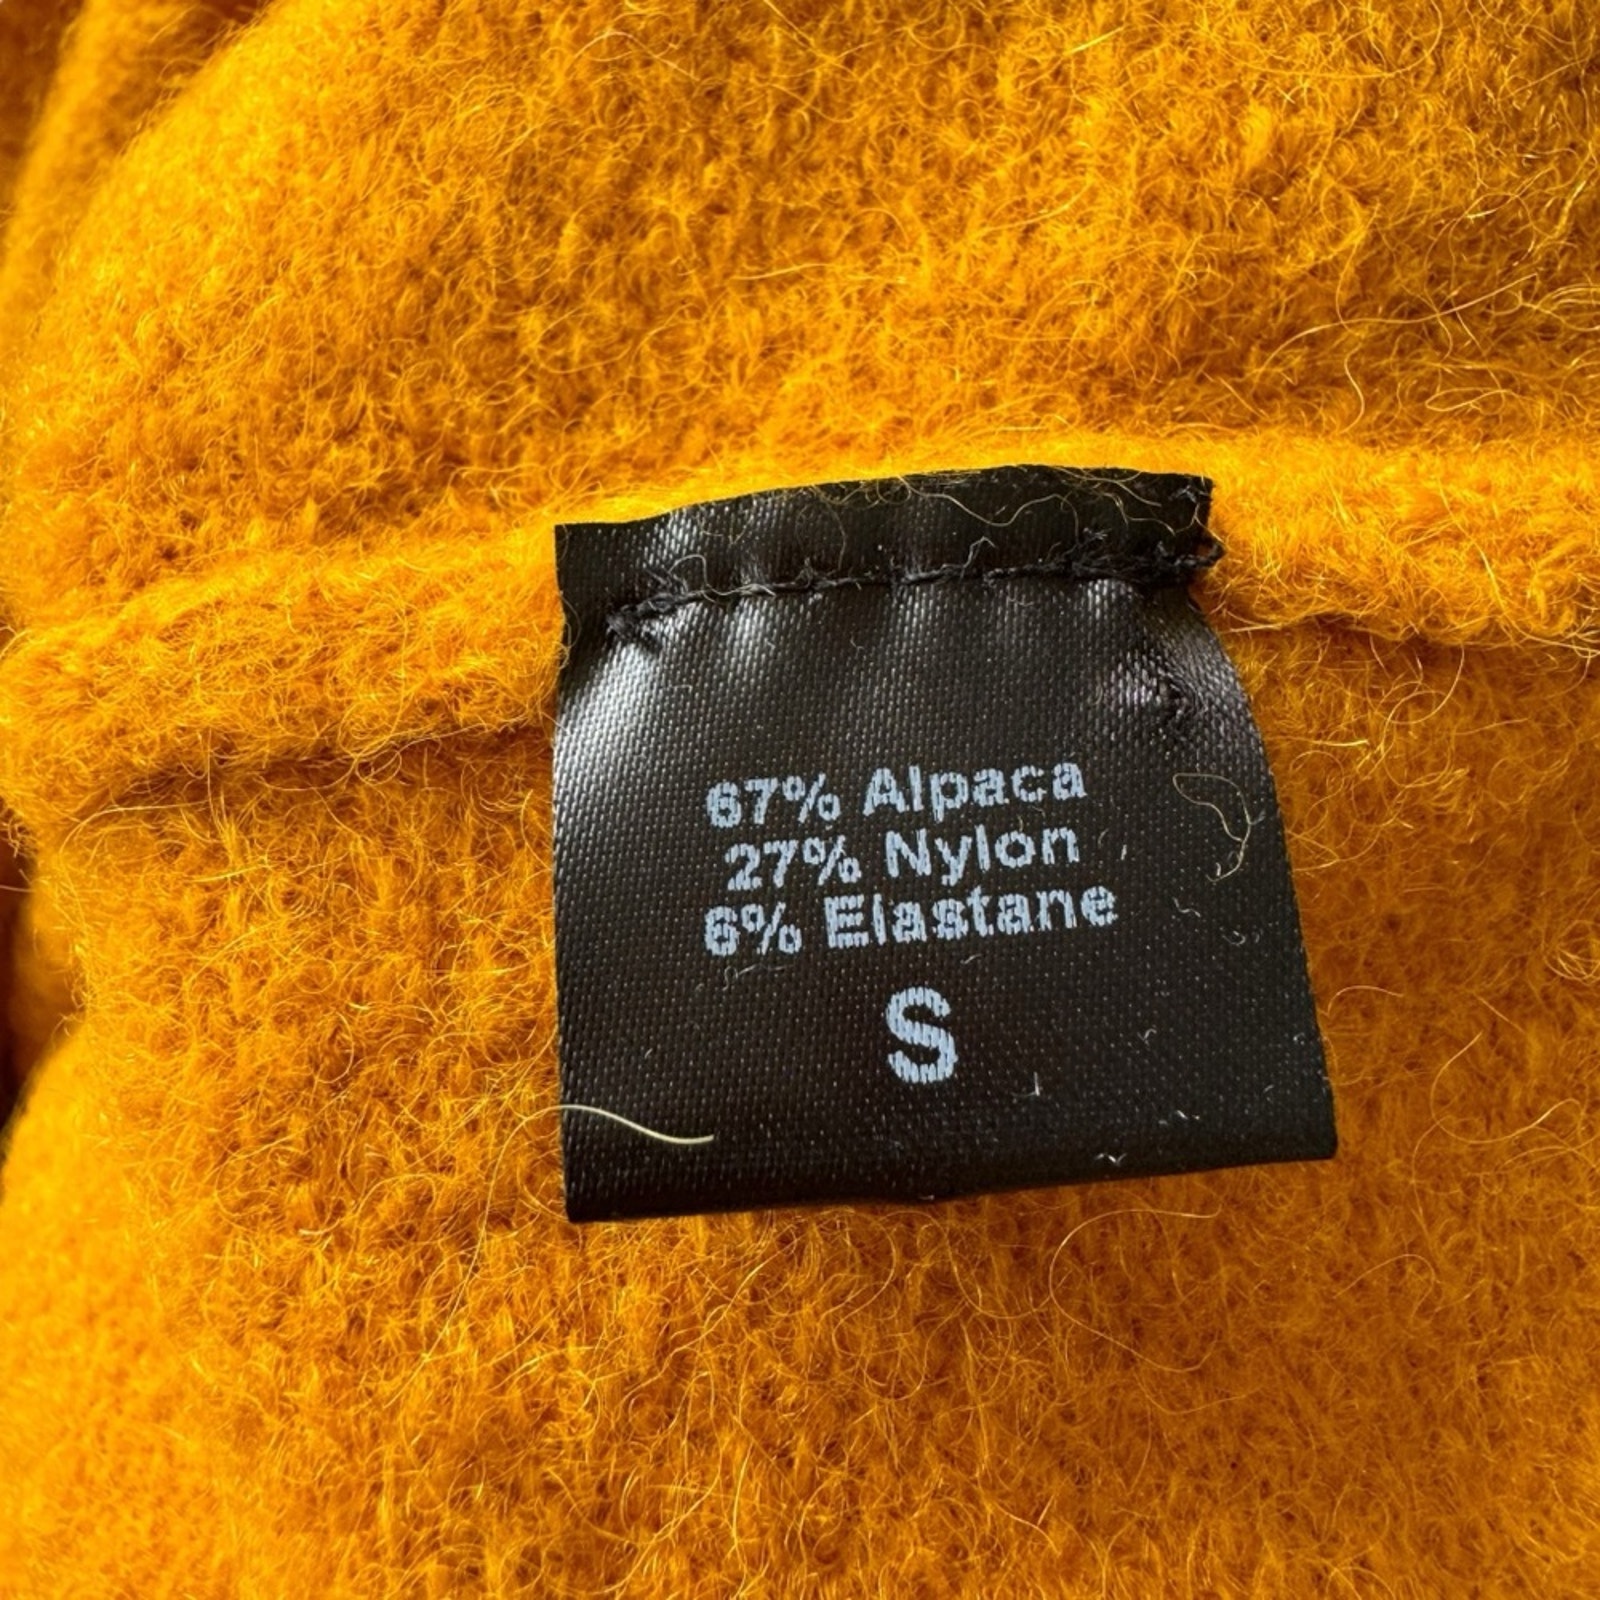 67% Alpaca
27% Nylon
6% Elastane
S